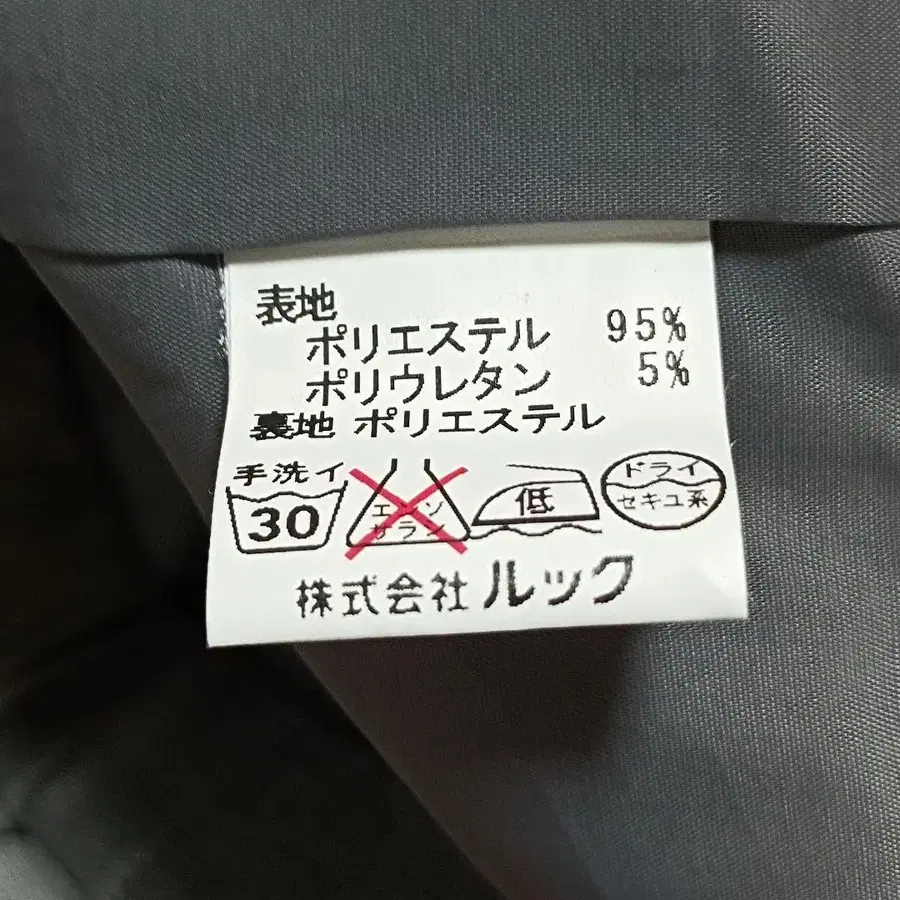 表地
ポリエステル 95%
ポリウレタン 5%
裏地 ポリエステル
手洗イ
30
エンソ
サラシ
低
ドライ
セキユ系
株式会社 ルック